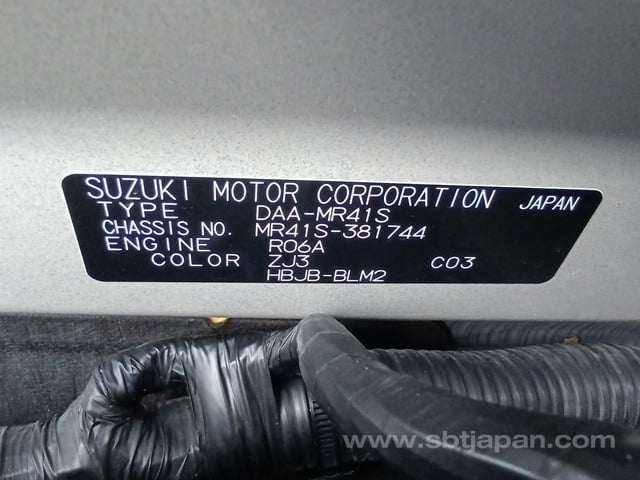 SUZUKI MOTOR CORPORATION JAPAN
TYPE DAA-MR41S
CHASSIS NO. MR41S-381744
ENGINE R06A
COLOR ZJ3 C03
HBJB-BLM2
www.sbtjapan.com